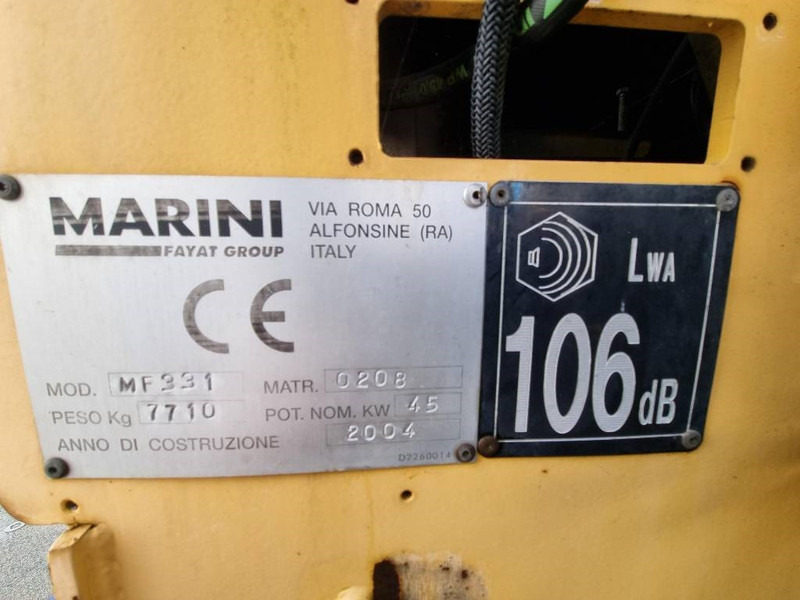 MARINI
FAYAT GROUP
VIA ROMA 50
ALFONSINE (RA)
ITALY
CE
MOD. MF331
MATR. 0208
PESO Kg 7710
POT. NOM. KW 45
ANNO DI COSTRUZIONE 2004
D2260014
LWA
106 dB